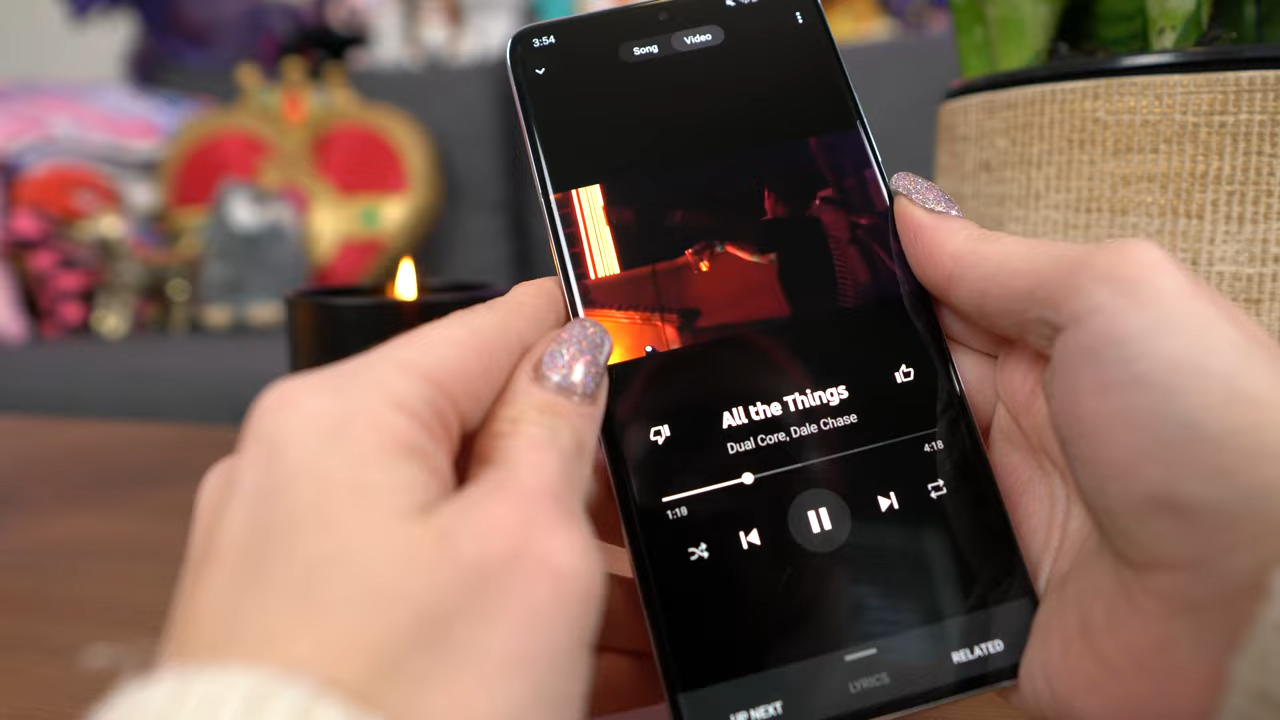 3:54
Song Video
All the Things
Dual Core, Dale Chase
4:18
1:18
UP NEXT
LYRICS
RELATED